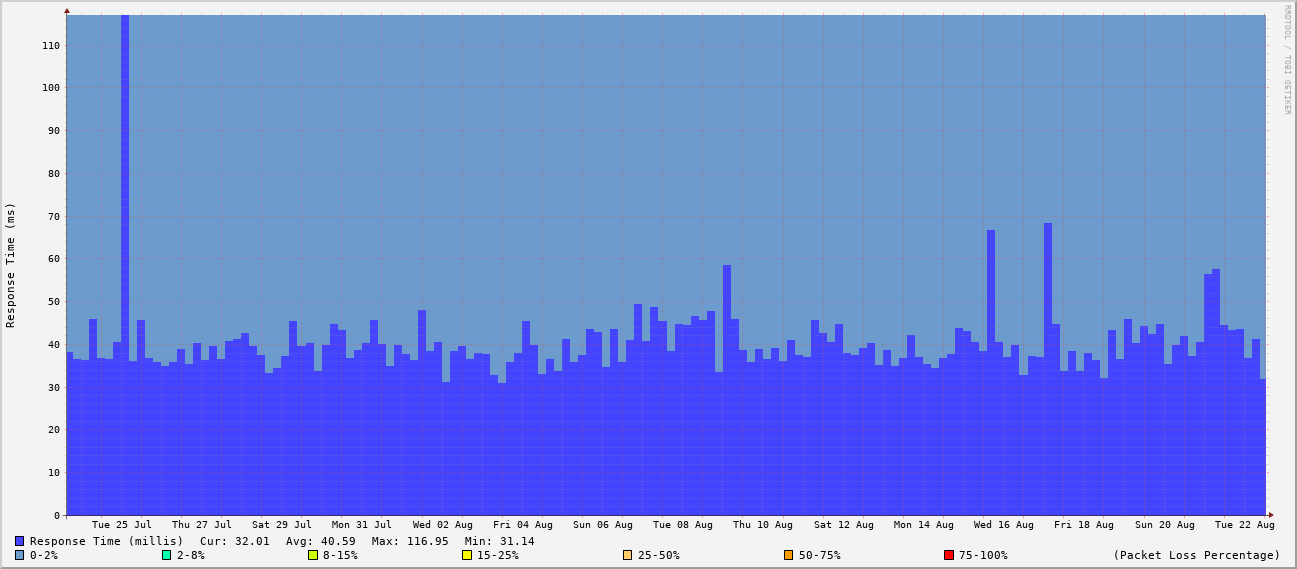 RRDTOOL / TOBI OETIKER
Response Time (ms)
110
100
90
80
70
60
50
40
30
20
10
0
Tue 25 Jul Thu 27 Jul Sat 29 Jul Mon 31 Jul Wed 02 Aug Fri 04 Aug Sun 06 Aug Tue 08 Aug Thu 10 Aug Sat 12 Aug Mon 14 Aug Wed 16 Aug Fri 18 Aug Sun 20 Aug Tue 22 Aug
Response Time (millis) Cur: 32.01 Avg: 40.59 Max: 116.95 Min: 31.14
0-2% 2-8% 8-15% 15-25% 25-50% 50-75% 75-100% (Packet Loss Percentage)